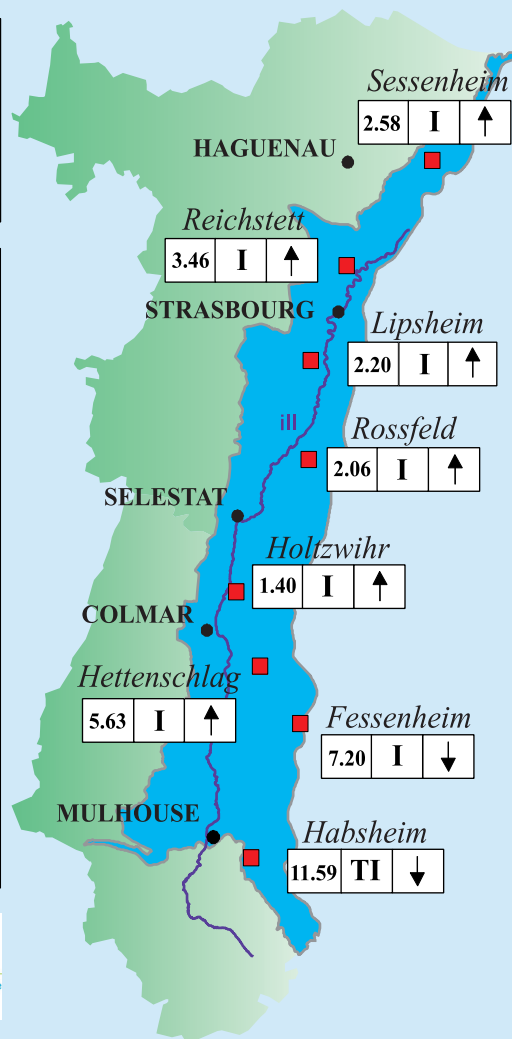 Sessenheim
2.58 I ↑
HAGUENAU
Reichstett
3.46 I ↑
STRASBOURG
Lipsheim
2.20 I ↑
ill
Rossfeld
2.06 I ↑
SELESTAT
Holtzwihr
1.40 I ↑
COLMAR
Hettenschlag
5.63 I ↑
Fessenheim
7.20 I ↓
MULHOUSE
Habsheim
11.59 TI ↓